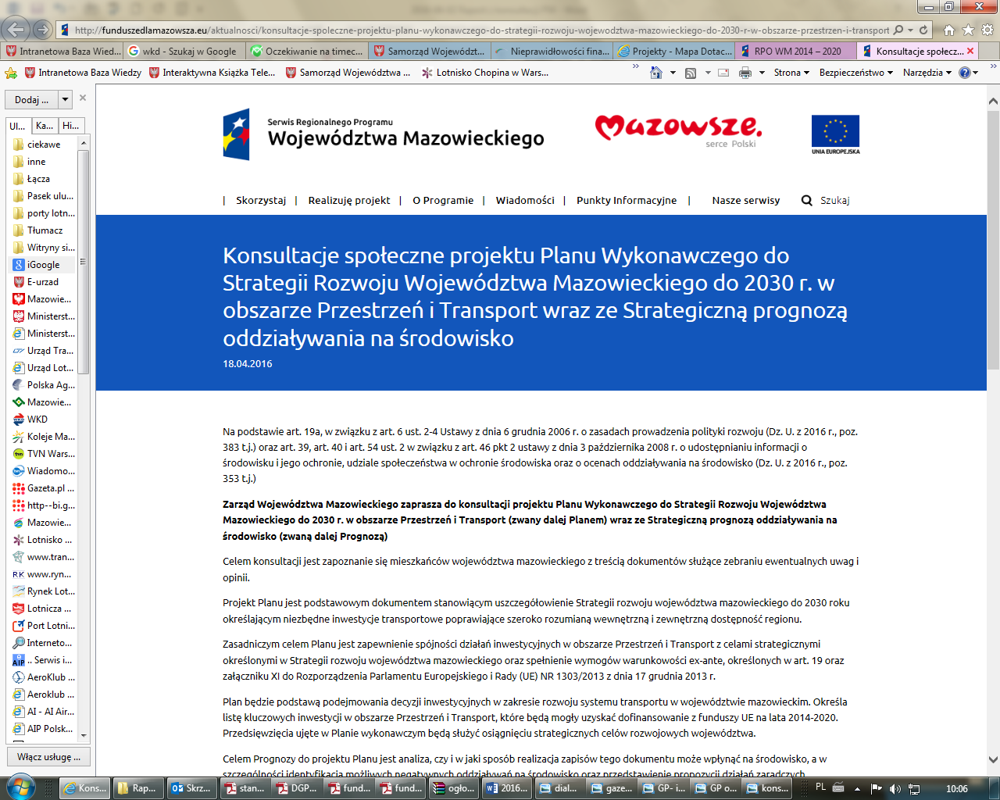 http://funduszedlamazowsza.eu/aktualnosci/konsultacje-spoleczne-projektu-planu-wykonawczego-do-strategii-rozwoju-wojewodztwa-mazowieckiego-do-2030-r-w-obszarze-przestrzen-i-transport
Intranetowa Baza Wied...
wkd - Szukaj w Google
Oczekiwanie na timec...
Samorząd Województ...
Nieprawidłowości fina...
Projekty - Mapa Dotac...
RPO WM 2014 – 2020
Konsultacje społecz...
Intranetowa Baza Wiedzy
Interaktywna Książka Tele...
Samorząd Województwa ...
Lotnisko Chopina w Wars...
Strona
Bezpieczeństwo
Narzędzia
Dodaj ...
Ul...
Ka...
Hi...
ciekawe
inne
Łącza
Pasek ulu...
porty lotn...
Tłumacz
Witryny si...
iGoogle
E-urzad
Mazowie...
Ministerst...
Ministerst...
Urząd Tra...
Urząd Lot...
Polska Ag...
Mazowie...
WKD
Koleje Ma...
TVN Wars...
Wiadomo...
Gazeta.pl ...
http--bi.g...
Mazowie...
Lotnisko ...
www.tran...
www.ryn...
Rynek Lot...
Lotnicza ...
Port Lotni...
Interneto...
.. Serwis i...
AeroKlub ...
Aeroklub ...
AI - AI Air...
AIP Polsk...
Włącz usługę ...
Serwis Regionalnego Programu
Województwa Mazowieckiego
mazowsze.
serce Polski
UNIA EUROPEJSKA
| Skorzystaj | Realizuję projekt | O Programie | Wiadomości | Punkty Informacyjne | Nasze serwisy Szukaj
Konsultacje społeczne projektu Planu Wykonawczego do
Strategii Rozwoju Województwa Mazowieckiego do 2030 r. w
obszarze Przestrzeń i Transport wraz ze Strategiczną prognozą
oddziaływania na środowisko
18.04.2016
Na podstawie art. 19a, w związku z art. 6 ust. 2-4 Ustawy z dnia 6 grudnia 2006 r. o zasadach prowadzenia polityki rozwoju (Dz. U. z 2016 r., poz.
383 t.j.) oraz art. 39, art. 40 i art. 54 ust. 2 w związku z art. 46 pkt 2 ustawy z dnia 3 października 2008 r. o udostępnianiu informacji o
środowisku i jego ochronie, udziale społeczeństwa w ochronie środowiska oraz o ocenach oddziaływania na środowisko (Dz. U. z 2016 r., poz.
353 t.j.)
Zarząd Województwa Mazowieckiego zaprasza do konsultacji projektu Planu Wykonawczego do Strategii Rozwoju Województwa
Mazowieckiego do 2030 r. w obszarze Przestrzeń i Transport (zwany dalej Planem) wraz ze Strategiczną prognozą oddziaływania na
środowisko (zwaną dalej Prognozą)
Celem konsultacji jest zapoznanie się mieszkańców województwa mazowieckiego z treścią dokumentów służące zebraniu ewentualnych uwag i
opinii.
Projekt Planu jest podstawowym dokumentem stanowiącym uszczegółowienie Strategii rozwoju województwa mazowieckiego do 2030 roku
określającym niezbędne inwestycje transportowe poprawiające szeroko rozumianą wewnętrzną i zewnętrzną dostępność regionu.
Zasadniczym celem Planu jest zapewnienie spójności działań inwestycyjnych w obszarze Przestrzeń i Transport z celami strategicznymi
określonymi w Strategii rozwoju województwa mazowieckiego oraz spełnienie wymogów warunkowości ex-ante, określonych w art. 19 oraz
załączniku XI do Rozporządzenia Parlamentu Europejskiego i Rady (UE) NR 1303/2013 z dnia 17 grudnia 2013 r.
Plan będzie podstawą podejmowania decyzji inwestycyjnych w zakresie rozwoju systemu transportu w województwie mazowieckim. Określa
listę kluczowych inwestycji w obszarze Przestrzeń i Transport, które będą mogły uzyskać dofinansowanie z funduszy UE na lata 2014-2020.
Przedsięwzięcia ujęte w Planie wykonawczym będą służyć osiągnięciu strategicznych celów rozwojowych województwa.
Celem Prognozy do projektu Planu jest analiza, czy i w jaki sposób realizacja zapisów tego dokumentu może wpłynąć na środowisko, a w
szczególności identyfikacja możliwych negatywnych oddziaływań na środowisko oraz przedstawienie propozycji działań zaradczych
Kons...
Rap...
Skrz...
stan...
DGP...
fund...
fund...
ogło...
2016...
dial...
gaze...
GP- i...
GP o...
kons...
PL
10:06